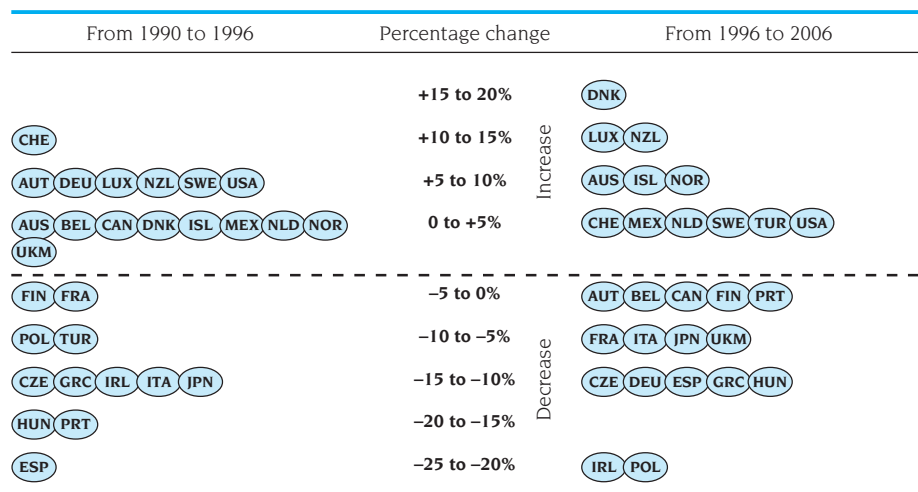 From 1990 to 1996 Percentage change From 1996 to 2006
+15 to 20% DNK
CHE +10 to 15% LUX NZL
AUT DEU LUX NZL SWE USA +5 to 10% AUS ISL NOR
AUS BEL CAN DNK ISL MEX NLD NOR 0 to +5% CHE MEX NLD SWE TUR USA
UKM
Increase
FIN FRA –5 to 0% AUT BEL CAN FIN PRT
POL TUR –10 to –5% FRA ITA JPN UKM
CZE GRC IRL ITA JPN –15 to –10% CZE DEU ESP GRC HUN
HUN PRT –20 to –15%
ESP –25 to –20% IRL POL
Decrease